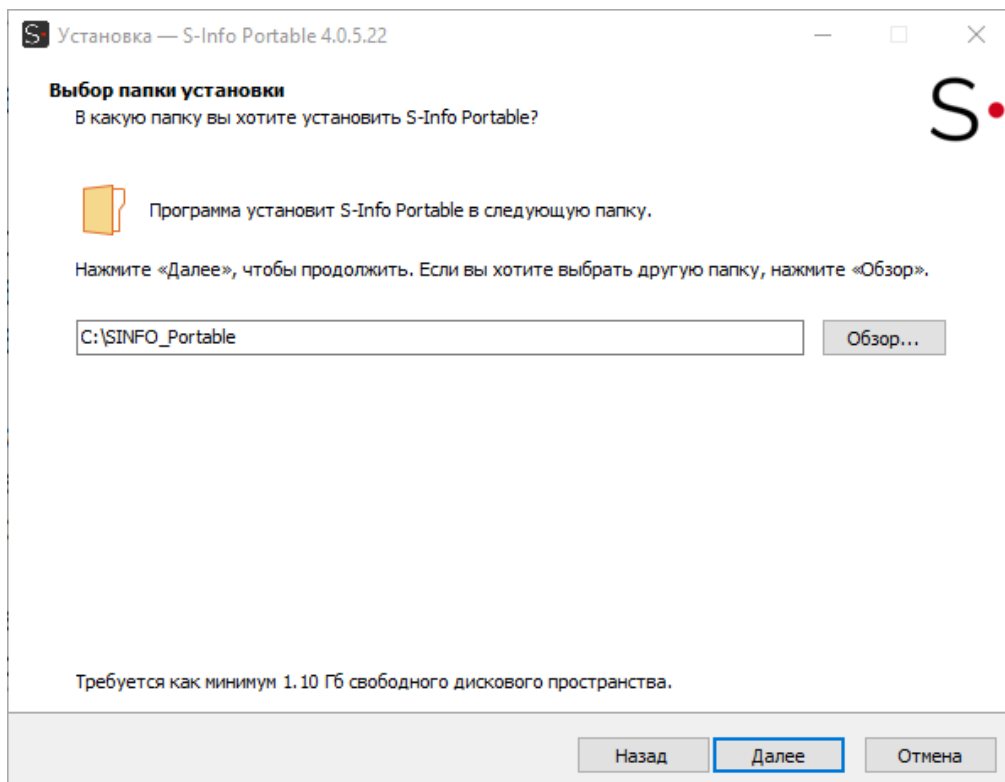 S• Установка — S-Info Portable 4.0.5.22
Выбор папки установки
В какую папку вы хотите установить S-Info Portable?
S•
Программа установит S-Info Portable в следующую папку.
Нажмите «Далее», чтобы продолжить. Если вы хотите выбрать другую папку, нажмите «Обзор».
C:\SINFO_Portable
Обзор...
Требуется как минимум 1.10 Гб свободного дискового пространства.
Назад Далее Отмена